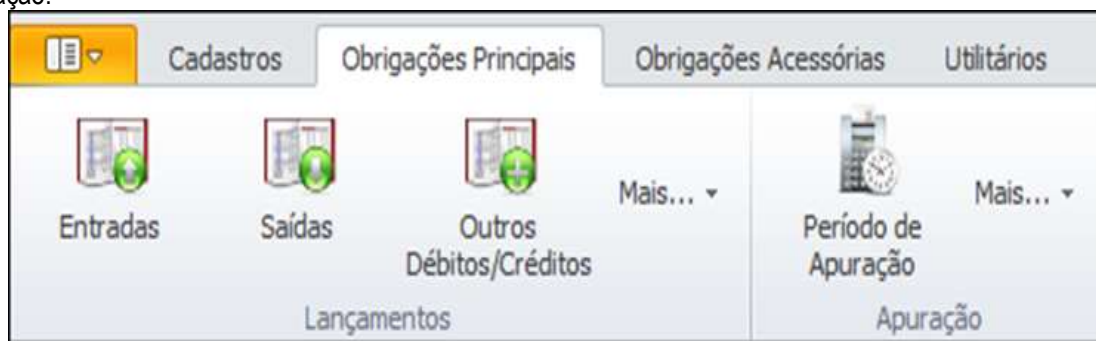 Cadastros Obrigações Principais Obrigações Acessórias Utilitários
Entradas Saídas Outros Débitos/Créditos Mais... Período de Apuração Mais...
Lançamentos Apuração